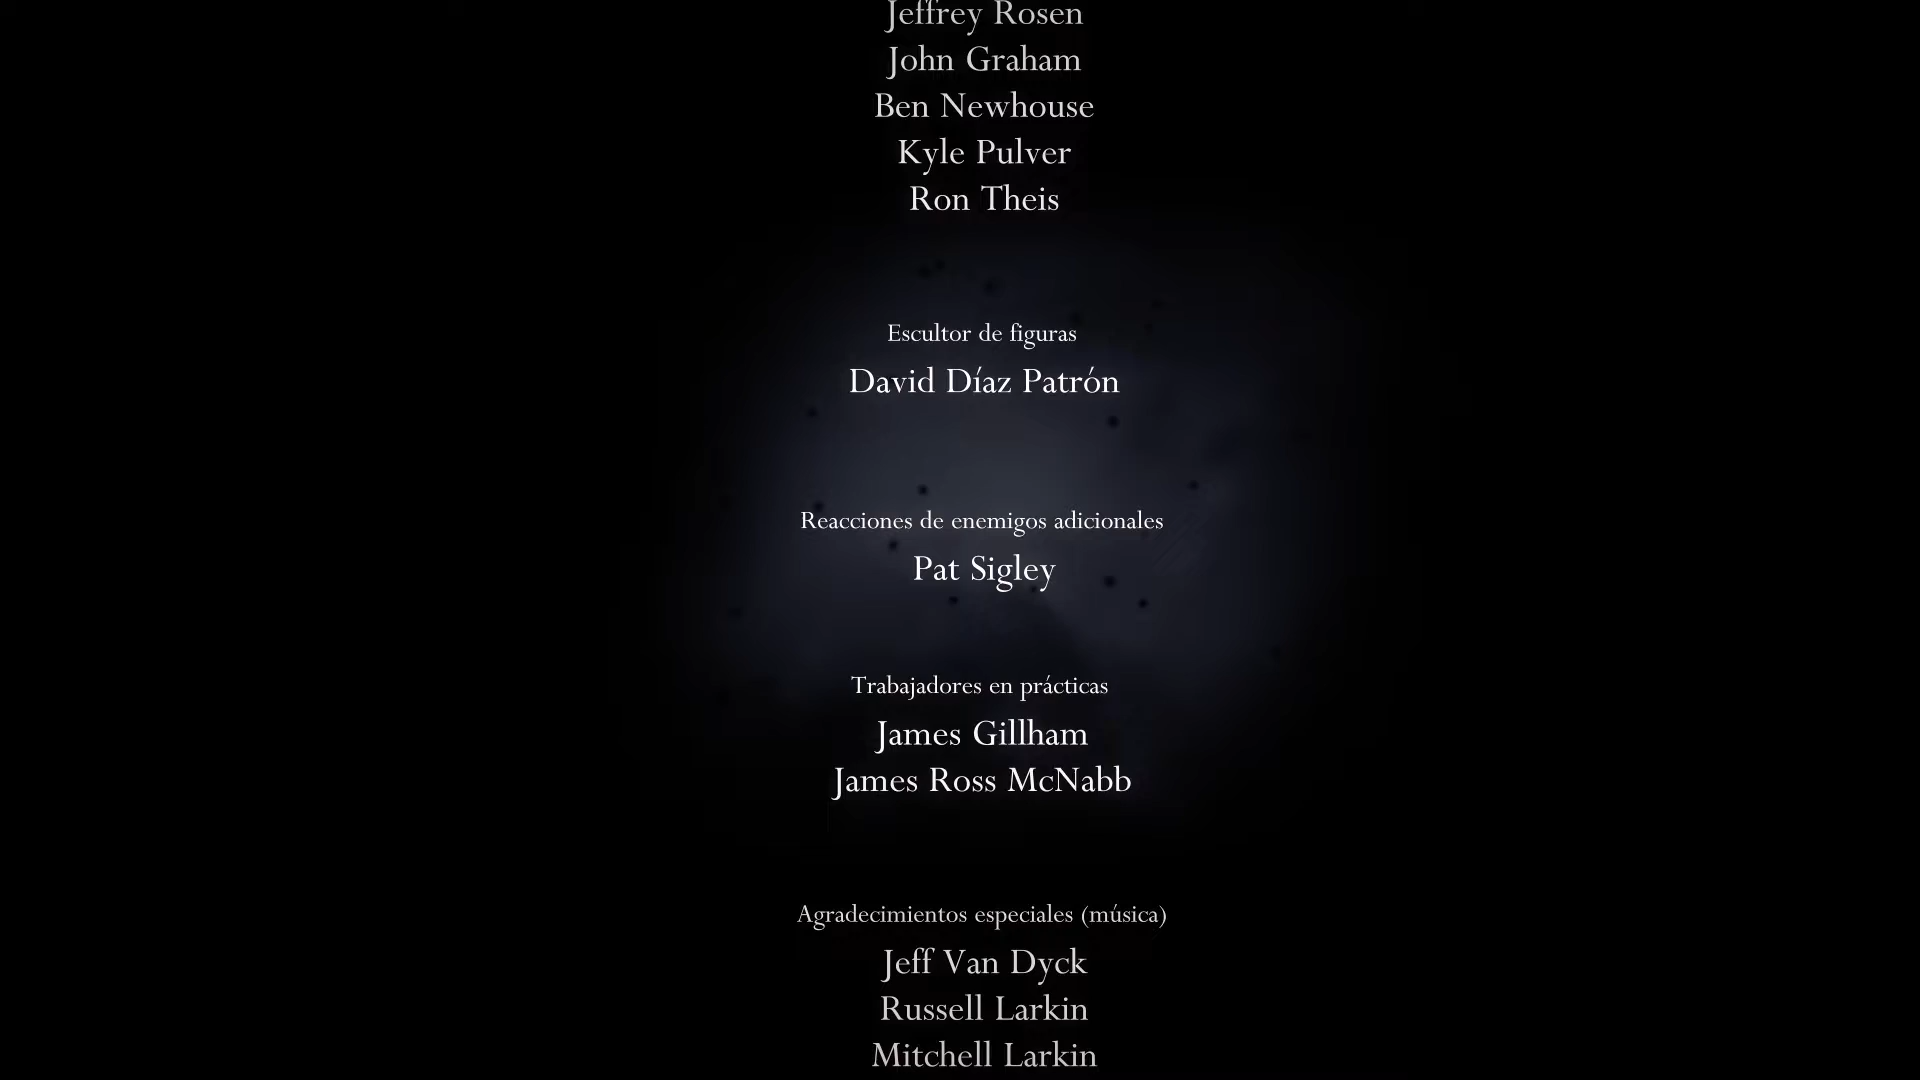 Jeffrey Rosen
John Graham
Ben Newhouse
Kyle Pulver
Ron Theis
Escultor de figuras
David Díaz Patrón
Reacciones de enemigos adicionales
Pat Sigley
Trabajadores en prácticas
James Gillham
James Ross McNabb
Agradecimientos especiales (música)
Jeff Van Dyck
Russell Larkin
Mitchell Larkin